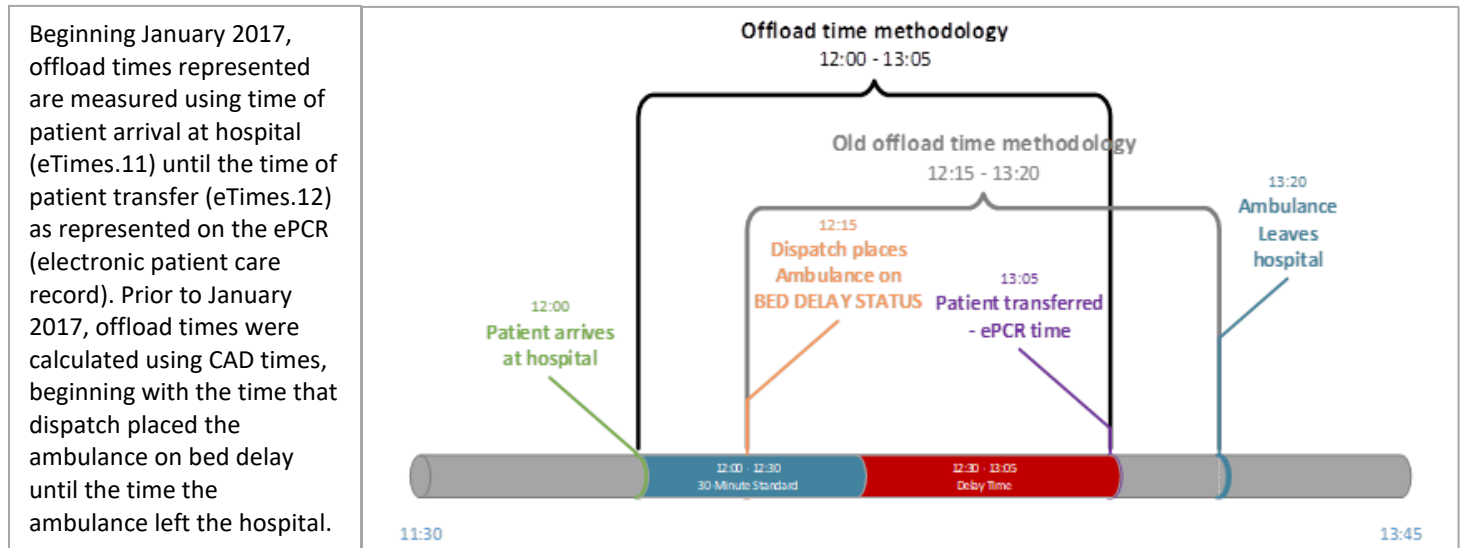 Beginning January 2017,
offload times represented
are measured using time of
patient arrival at hospital
(eTimes.11) until the time of
patient transfer (eTimes.12)
as represented on the ePCR
(electronic patient care
record). Prior to January
2017, offload times were
calculated using CAD times,
beginning with the time that
dispatch placed the
ambulance on bed delay
until the time the
ambulance left the hospital.
Offload time methodology
12:00 - 13:05
Old offload time methodology
12:15 - 13:20
13:20
Ambulance
Leaves
hospital
12:15
Dispatch places
Ambulance on
BED DELAY STATUS
13:05
Patient transferred
- ePCR time
12:00
Patient arrives
at hospital
12:00 - 12:30
30 Minute Standard
12:30 - 13:05
Delay Time
11:30
13:45